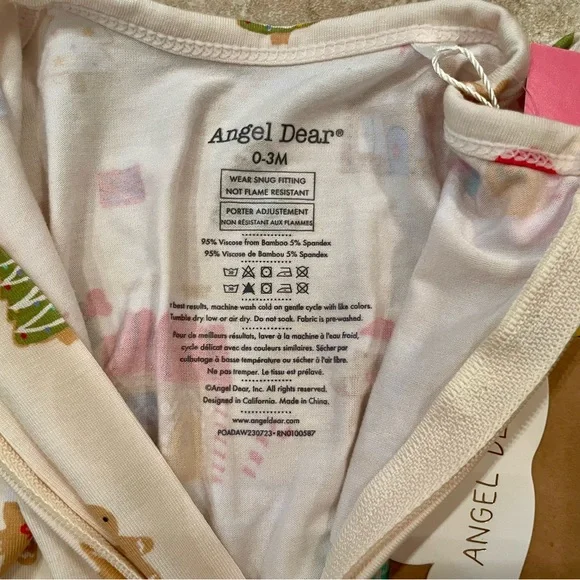 Angel Dear®
0-3M
WEAR SNUG FITTING
NOT FLAME RESISTANT
PORTER ADJUSTEMENT
NON RÉSISTANT AUX FLAMMES
95% Viscose from Bamboo 5% Spandex
95% Viscose de Bambou 5% Spandex
best results, machine wash cold on gentle cycle with like colors.
Tumble dry low or air dry. Do not soak. Fabric is pre-washed.
Pour de meilleurs résultats, laver à la machine à l'eau froid,
cycle délicat avec des couleurs similaires. Sécher par
culbutage à basse température ou sécher à l'air libre.
Ne pas tremper. Le tissu est prélavé.
©Angel Dear, Inc. All rights reserved.
Designed in California. Made in China.
www.angeldear.com
POADAW230723 • RN0100587
ANGEL DE